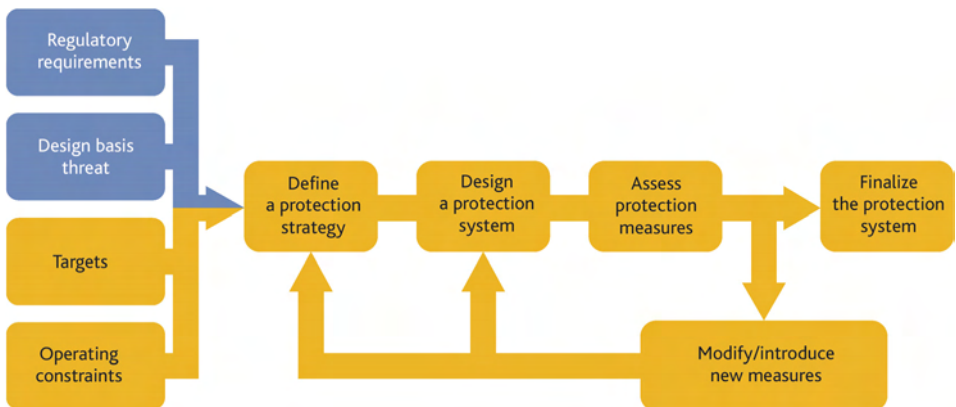 Regulatory
requirements
Design basis
threat
Targets
Operating
constraints
Define
a protection
strategy
Design
a protection
system
Assess
protection
measures
Finalize
the protection
system
Modify/introduce
new measures